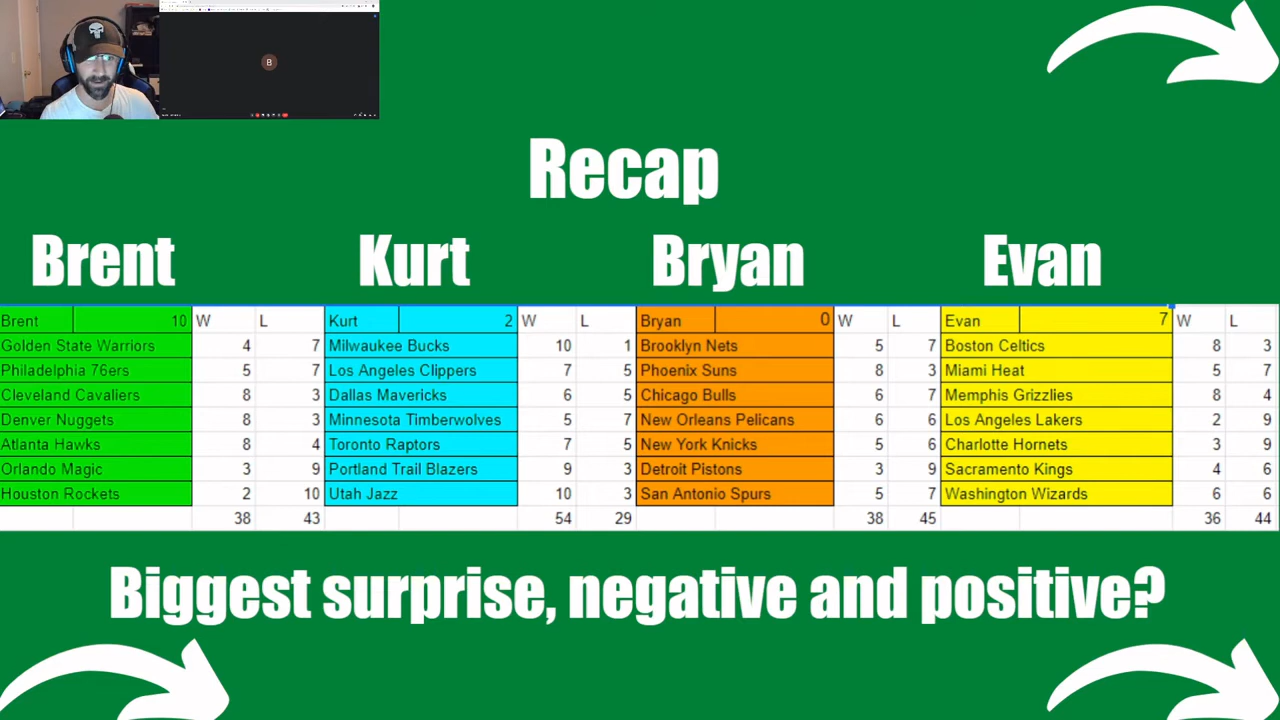 B
Recap
Brent Kurt Bryan Evan
Brent 10 W L Kurt 2 W L Bryan 0 W L Evan 7 W L
Golden State Warriors 4 7 Milwaukee Bucks 10 1 Brooklyn Nets 5 7 Boston Celtics 8 3
Philadelphia 76ers 5 7 Los Angeles Clippers 7 5 Phoenix Suns 8 3 Miami Heat 5 7
Cleveland Cavaliers 8 3 Dallas Mavericks 6 5 Chicago Bulls 6 7 Memphis Grizzlies 8 4
Denver Nuggets 8 3 Minnesota Timberwolves 5 7 New Orleans Pelicans 6 6 Los Angeles Lakers 2 9
Atlanta Hawks 8 4 Toronto Raptors 7 5 New York Knicks 5 6 Charlotte Hornets 3 9
Orlando Magic 3 9 Portland Trail Blazers 9 3 Detroit Pistons 3 9 Sacramento Kings 4 6
Houston Rockets 2 10 Utah Jazz 10 3 San Antonio Spurs 5 7 Washington Wizards 6 6
38 43 54 29 38 45 36 44
Biggest surprise, negative and positive?